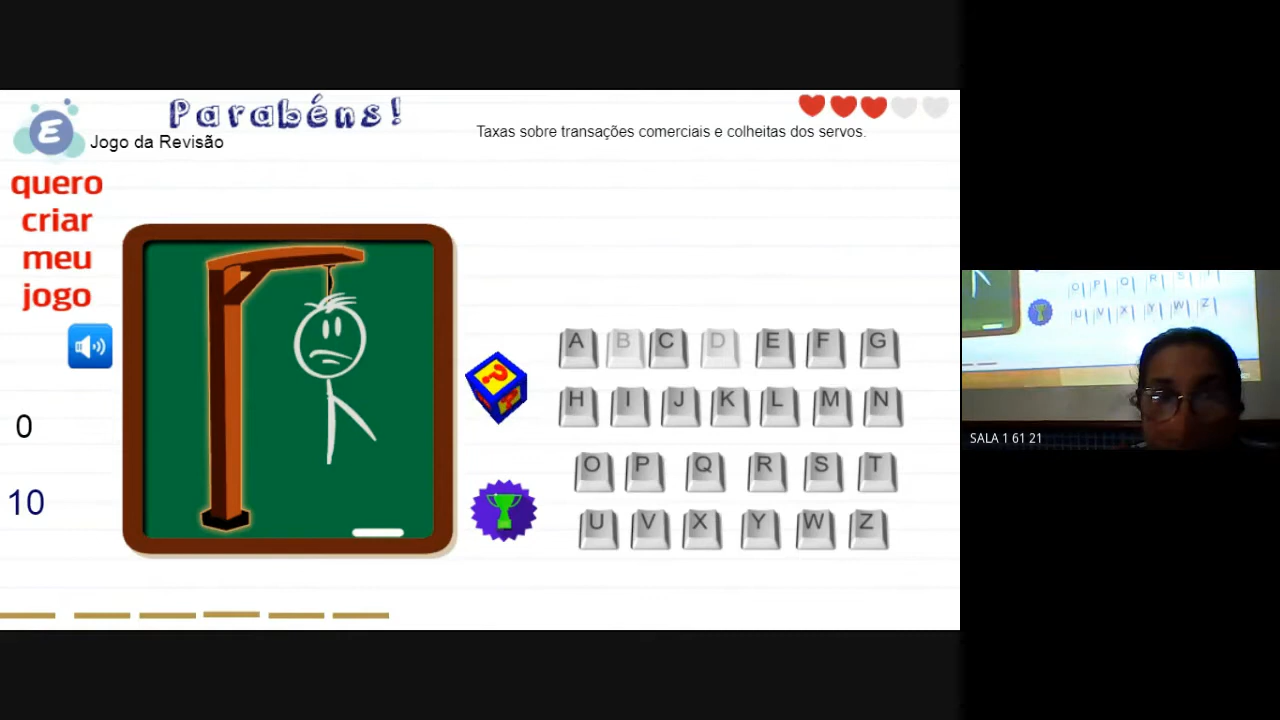 Parabéns!
E
Jogo da Revisão
Taxas sobre transações comerciais e colheitas dos servos.
quero
criar
meu
jogo
0
10
?
A B C D E F G
H I J K L M N
O P Q R S T
U V X Y W Z
O P Q R S T
U V X Y W Z
SALA 1 61 21